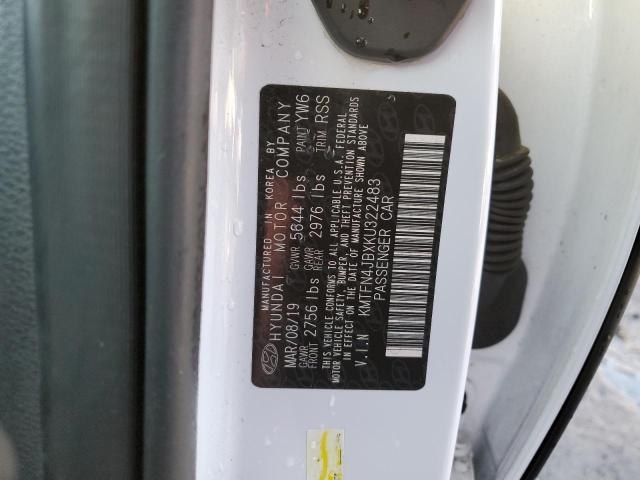 MANUFACTURED IN KOREA BY
HYUNDAI MOTOR COMPANY
MAR/08/19 GVWR 5644 lbs PAINT YW6
GAWR FRONT 2756 lbs GAWR REAR 2976 lbs TRIM RSS
THIS VEHICLE CONFORMS TO ALL APPLICABLE U.S.A. FEDERAL
MOTOR VEHICLE SAFETY, BUMPER, AND THEFT PREVENTION STANDARDS
IN EFFECT ON THE DATE OF MANUFACTURE SHOWN ABOVE
V.I.N KMTFN4JBXKU322483
PASSENGER CAR